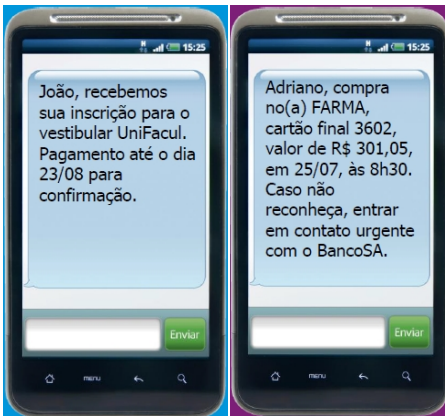 15:25
João, recebemos
sua inscrição para o
vestibular UniFacul.
Pagamento até o dia
23/08 para
confirmação.
Enviar
menu
15:25
Adriano, compra
no(a) FARMA,
cartão final 3602,
valor de R$ 301,05,
em 25/07, às 8h30.
Caso não
reconheça, entrar
em contato urgente
com o BancoSA.
Enviar
menu